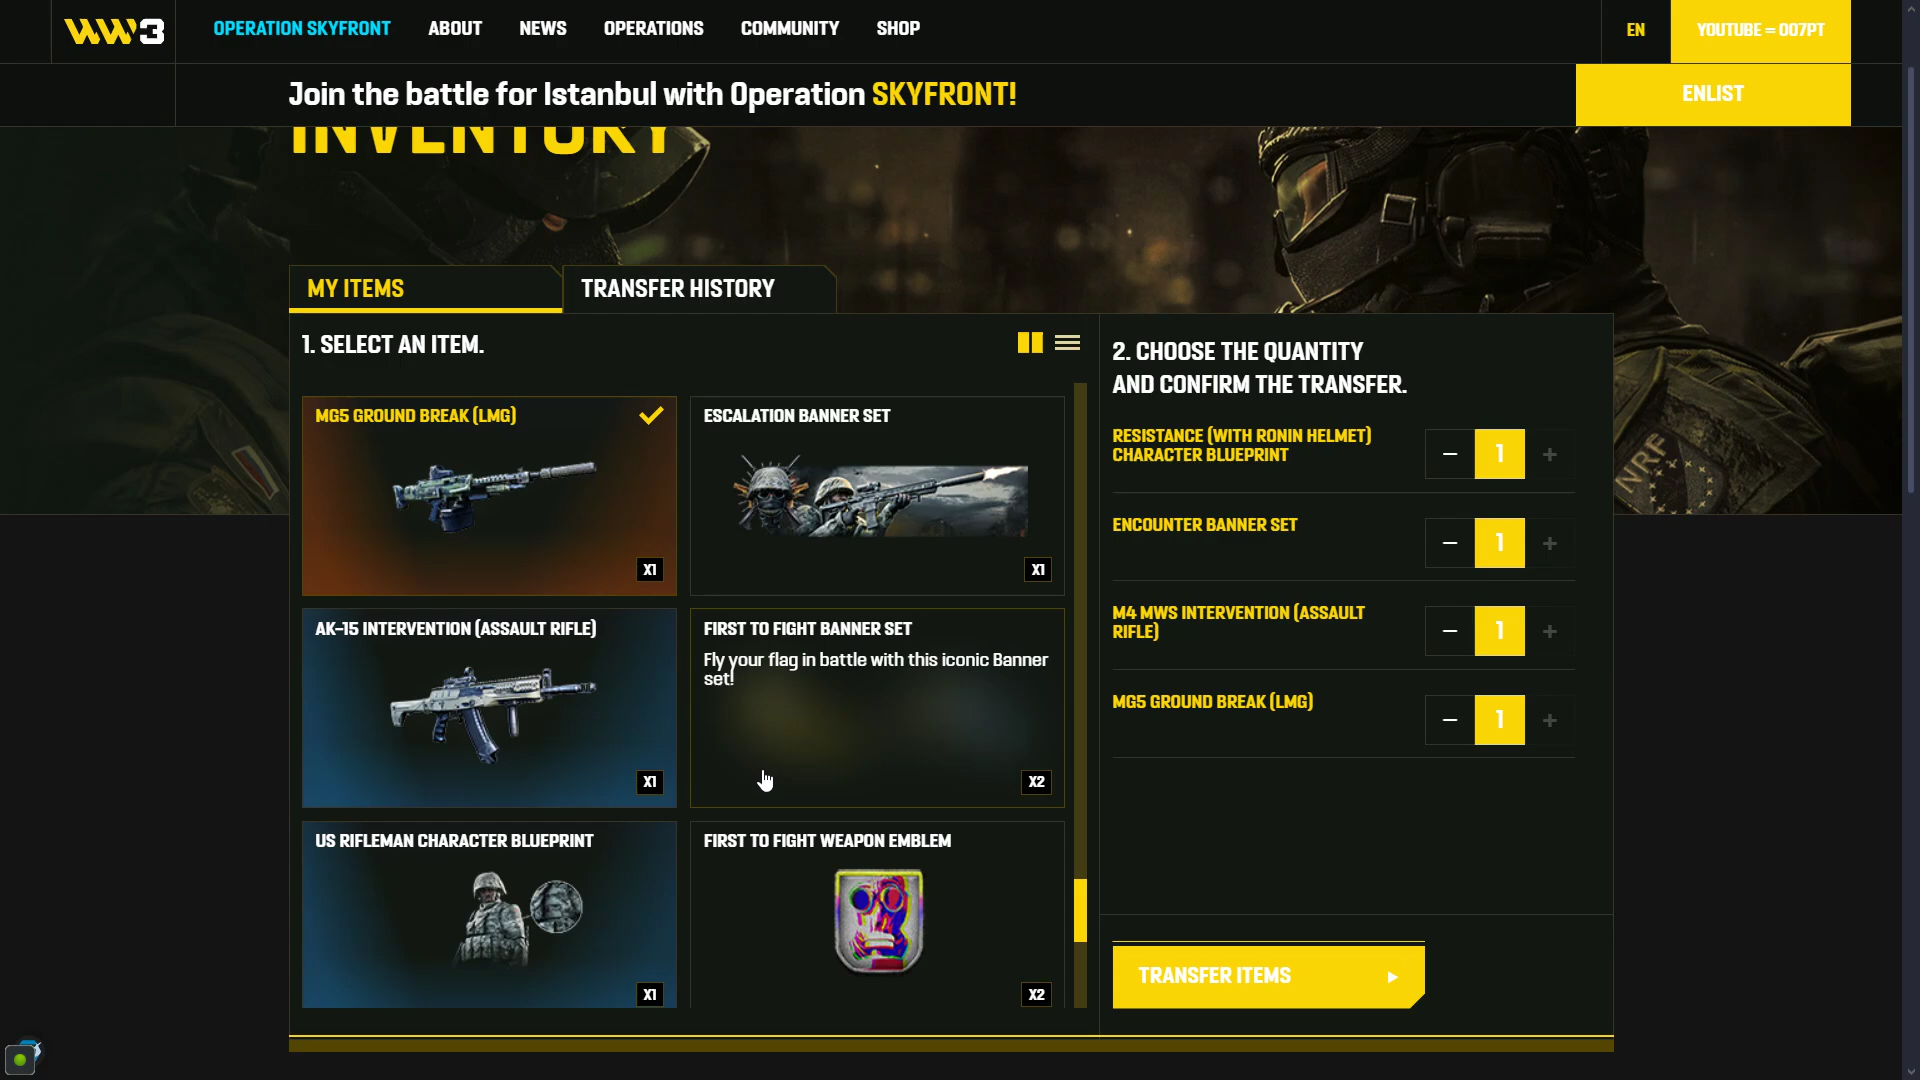 WW3
OPERATION SKYFRONT
ABOUT
NEWS
OPERATIONS
COMMUNITY
SHOP
EN
YOUTUBE = 007PT
Join the battle for Istanbul with Operation SKYFRONT!
ENLIST
INVENTORY
MY ITEMS
TRANSFER HISTORY
1. SELECT AN ITEM.
MG5 GROUND BREAK (LMG)
X1
ESCALATION BANNER SET
X1
AK-15 INTERVENTION (ASSAULT RIFLE)
X1
FIRST TO FIGHT BANNER SET
Fly your flag in battle with this iconic Banner
set!
X2
US RIFLEMAN CHARACTER BLUEPRINT
X1
FIRST TO FIGHT WEAPON EMBLEM
X2
2. CHOOSE THE QUANTITY
AND CONFIRM THE TRANSFER.
RESISTANCE (WITH RONIN HELMET)
CHARACTER BLUEPRINT
− 1 +
ENCOUNTER BANNER SET
− 1 +
M4 MWS INTERVENTION (ASSAULT
RIFLE)
− 1 +
MG5 GROUND BREAK (LMG)
− 1 +
TRANSFER ITEMS
NRF